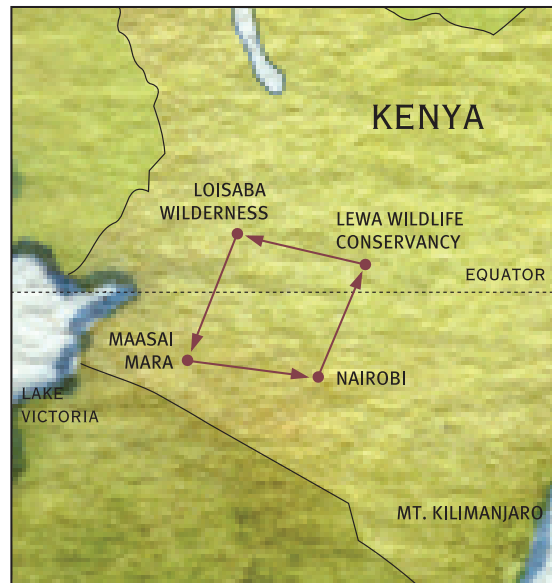 KENYA
LOISABA
WILDERNESS
LEWA WILDLIFE
CONSERVANCY
EQUATOR
MAASAI
MARA
NAIROBI
LAKE
VICTORIA
MT. KILIMANJARO